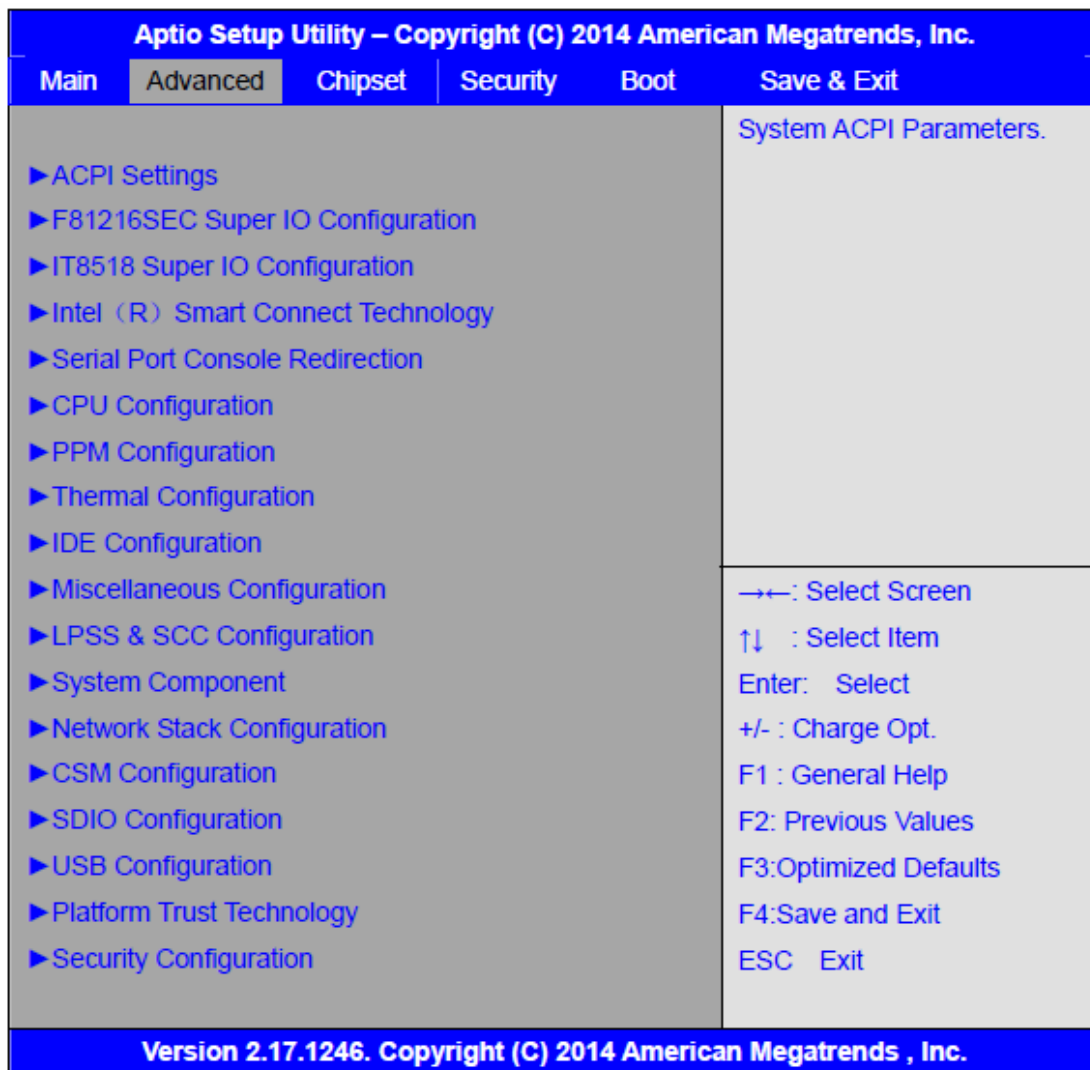 Aptio Setup Utility – Copyright (C) 2014 American Megatrends, Inc.
Main Advanced Chipset Security Boot Save & Exit
►ACPI Settings
►F81216SEC Super IO Configuration
►IT8518 Super IO Configuration
►Intel（R）Smart Connect Technology
►Serial Port Console Redirection
►CPU Configuration
►PPM Configuration
►Thermal Configuration
►IDE Configuration
►Miscellaneous Configuration
►LPSS & SCC Configuration
►System Component
►Network Stack Configuration
►CSM Configuration
►SDIO Configuration
►USB Configuration
►Platform Trust Technology
►Security Configuration
System ACPI Parameters.
→←: Select Screen
↑↓ : Select Item
Enter: Select
+/- : Charge Opt.
F1 : General Help
F2: Previous Values
F3:Optimized Defaults
F4:Save and Exit
ESC Exit
Version 2.17.1246. Copyright (C) 2014 American Megatrends , Inc.